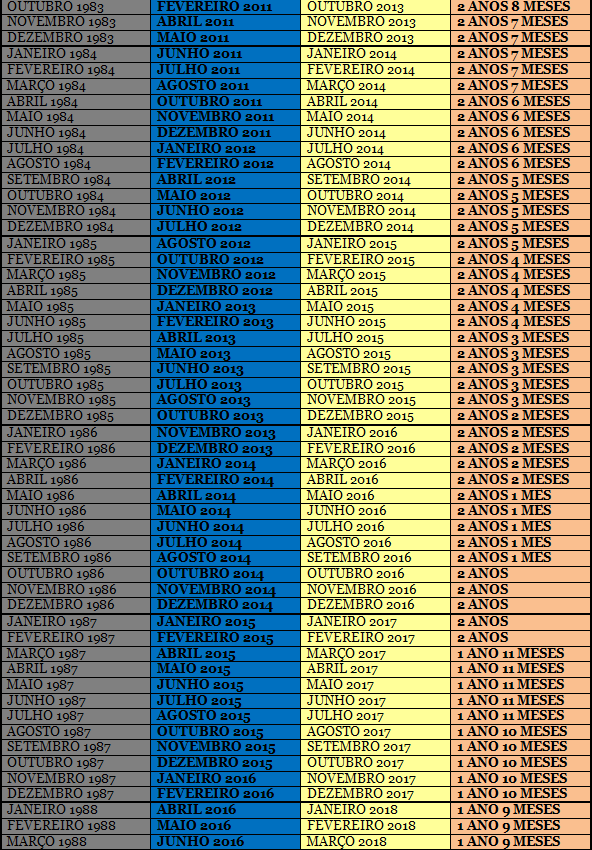 OUTUBRO 1983 FEVEREIRO 2011 OUTUBRO 2013 2 ANOS 8 MESES
NOVEMBRO 1983 ABRIL 2011 NOVEMBRO 2013 2 ANOS 7 MESES
DEZEMBRO 1983 MAIO 2011 DEZEMBRO 2013 2 ANOS 7 MESES
JANEIRO 1984 JUNHO 2011 JANEIRO 2014 2 ANOS 7 MESES
FEVEREIRO 1984 JULHO 2011 FEVEREIRO 2014 2 ANOS 7 MESES
MARÇO 1984 AGOSTO 2011 MARÇO 2014 2 ANOS 7 MESES
ABRIL 1984 OUTUBRO 2011 ABRIL 2014 2 ANOS 6 MESES
MAIO 1984 NOVEMBRO 2011 MAIO 2014 2 ANOS 6 MESES
JUNHO 1984 DEZEMBRO 2011 JUNHO 2014 2 ANOS 6 MESES
JULHO 1984 JANEIRO 2012 JULHO 2014 2 ANOS 6 MESES
AGOSTO 1984 FEVEREIRO 2012 AGOSTO 2014 2 ANOS 6 MESES
SETEMBRO 1984 ABRIL 2012 SETEMBRO 2014 2 ANOS 5 MESES
OUTUBRO 1984 MAIO 2012 OUTUBRO 2014 2 ANOS 5 MESES
NOVEMBRO 1984 JUNHO 2012 NOVEMBRO 2014 2 ANOS 5 MESES
DEZEMBRO 1984 JULHO 2012 DEZEMBRO 2014 2 ANOS 5 MESES
JANEIRO 1985 AGOSTO 2012 JANEIRO 2015 2 ANOS 5 MESES
FEVEREIRO 1985 OUTUBRO 2012 FEVEREIRO 2015 2 ANOS 4 MESES
MARÇO 1985 NOVEMBRO 2012 MARÇO 2015 2 ANOS 4 MESES
ABRIL 1985 DEZEMBRO 2012 ABRIL 2015 2 ANOS 4 MESES
MAIO 1985 JANEIRO 2013 MAIO 2015 2 ANOS 4 MESES
JUNHO 1985 FEVEREIRO 2013 JUNHO 2015 2 ANOS 4 MESES
JULHO 1985 ABRIL 2013 JULHO 2015 2 ANOS 3 MESES
AGOSTO 1985 MAIO 2013 AGOSTO 2015 2 ANOS 3 MESES
SETEMBRO 1985 JUNHO 2013 SETEMBRO 2015 2 ANOS 3 MESES
OUTUBRO 1985 JULHO 2013 OUTUBRO 2015 2 ANOS 3 MESES
NOVEMBRO 1985 AGOSTO 2013 NOVEMBRO 2015 2 ANOS 3 MESES
DEZEMBRO 1985 OUTUBRO 2013 DEZEMBRO 2015 2 ANOS 2 MESES
JANEIRO 1986 NOVEMBRO 2013 JANEIRO 2016 2 ANOS 2 MESES
FEVEREIRO 1986 DEZEMBRO 2013 FEVEREIRO 2016 2 ANOS 2 MESES
MARÇO 1986 JANEIRO 2014 MARÇO 2016 2 ANOS 2 MESES
ABRIL 1986 FEVEREIRO 2014 ABRIL 2016 2 ANOS 2 MESES
MAIO 1986 ABRIL 2014 MAIO 2016 2 ANOS 1 MES
JUNHO 1986 MAIO 2014 JUNHO 2016 2 ANOS 1 MES
JULHO 1986 JUNHO 2014 JULHO 2016 2 ANOS 1 MES
AGOSTO 1986 JULHO 2014 AGOSTO 2016 2 ANOS 1 MES
SETEMBRO 1986 AGOSTO 2014 SETEMBRO 2016 2 ANOS 1 MES
OUTUBRO 1986 OUTUBRO 2014 OUTUBRO 2016 2 ANOS
NOVEMBRO 1986 NOVEMBRO 2014 NOVEMBRO 2016 2 ANOS
DEZEMBRO 1986 DEZEMBRO 2014 DEZEMBRO 2016 2 ANOS
JANEIRO 1987 JANEIRO 2015 JANEIRO 2017 2 ANOS
FEVEREIRO 1987 FEVEREIRO 2015 FEVEREIRO 2017 2 ANOS
MARÇO 1987 ABRIL 2015 MARÇO 2017 1 ANO 11 MESES
ABRIL 1987 MAIO 2015 ABRIL 2017 1 ANO 11 MESES
MAIO 1987 JUNHO 2015 MAIO 2017 1 ANO 11 MESES
JUNHO 1987 JULHO 2015 JUNHO 2017 1 ANO 11 MESES
JULHO 1987 AGOSTO 2015 JULHO 2017 1 ANO 11 MESES
AGOSTO 1987 OUTUBRO 2015 AGOSTO 2017 1 ANO 10 MESES
SETEMBRO 1987 NOVEMBRO 2015 SETEMBRO 2017 1 ANO 10 MESES
OUTUBRO 1987 DEZEMBRO 2015 OUTUBRO 2017 1 ANO 10 MESES
NOVEMBRO 1987 JANEIRO 2016 NOVEMBRO 2017 1 ANO 10 MESES
DEZEMBRO 1987 FEVEREIRO 2016 DEZEMBRO 2017 1 ANO 10 MESES
JANEIRO 1988 ABRIL 2016 JANEIRO 2018 1 ANO 9 MESES
FEVEREIRO 1988 MAIO 2016 FEVEREIRO 2018 1 ANO 9 MESES
MARÇO 1988 JUNHO 2016 MARÇO 2018 1 ANO 9 MESES